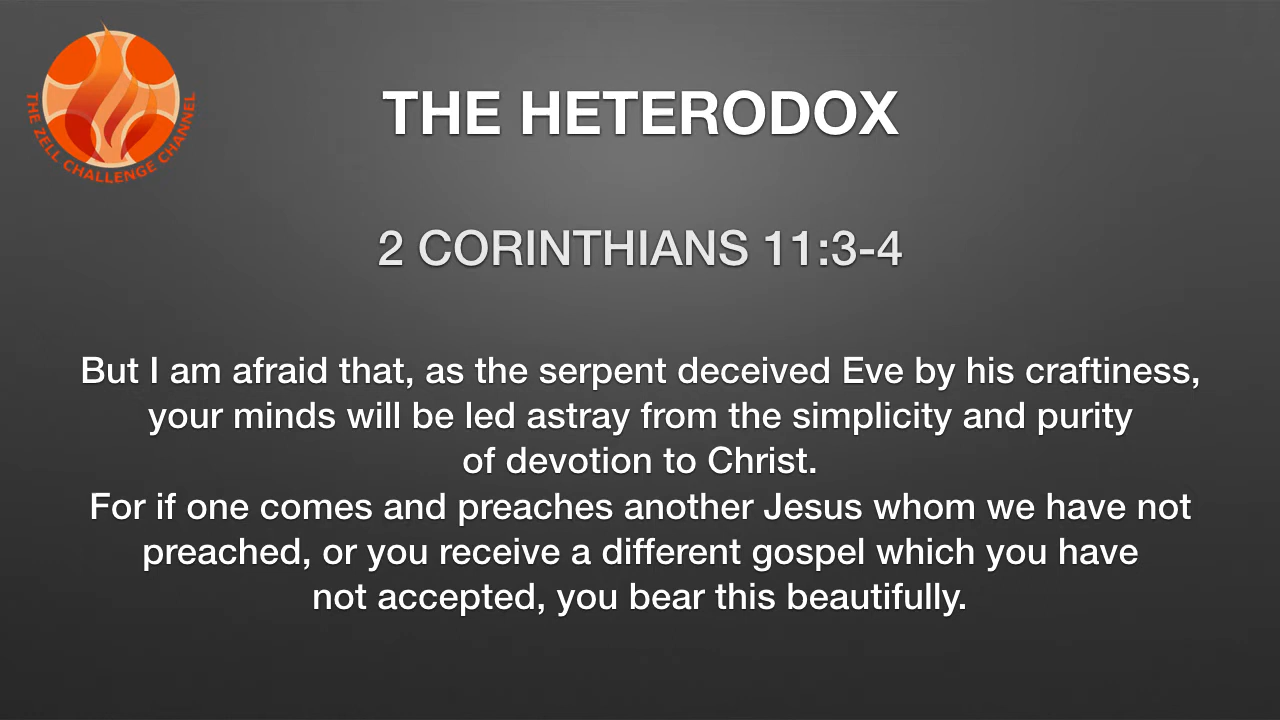 THE ZELL CHALLENGE CHANNEL
THE HETERODOX
2 CORINTHIANS 11:3-4
But I am afraid that, as the serpent deceived Eve by his craftiness,
your minds will be led astray from the simplicity and purity
of devotion to Christ.
For if one comes and preaches another Jesus whom we have not
preached, or you receive a different gospel which you have
not accepted, you bear this beautifully.